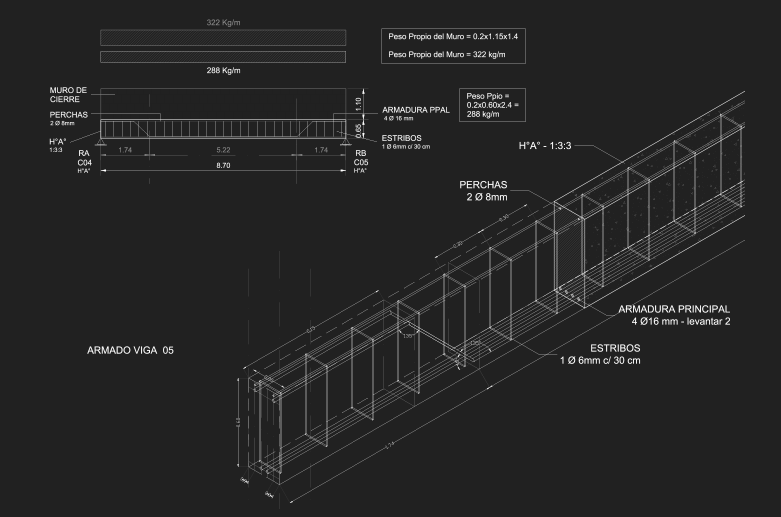 322 Kg/m
288 Kg/m
Peso Propio del Muro = 0.2x1.15x1.4
Peso Propio del Muro = 322 kg/m
MURO DE
CIERRE
PERCHAS
2 Ø 8mm
H°A°
1:3:3
1.10
0.65
ARMADURA PPAL
4 Ø 16 mm
ESTRIBOS
1 Ø 6mm c/ 30 cm
Peso Ppio =
0.2x0.60x2.4 =
288 kg/m
RA
C04
H°A°
1.74
5.22
1.74
8.70
RB
C05
H°A°
H°A° - 1:3:3
PERCHAS
2 Ø 8mm
ARMADURA PRINCIPAL
4 Ø16 mm - levantar 2
ESTRIBOS
1 Ø 6mm c/ 30 cm
ARMADO VIGA 05
1.74